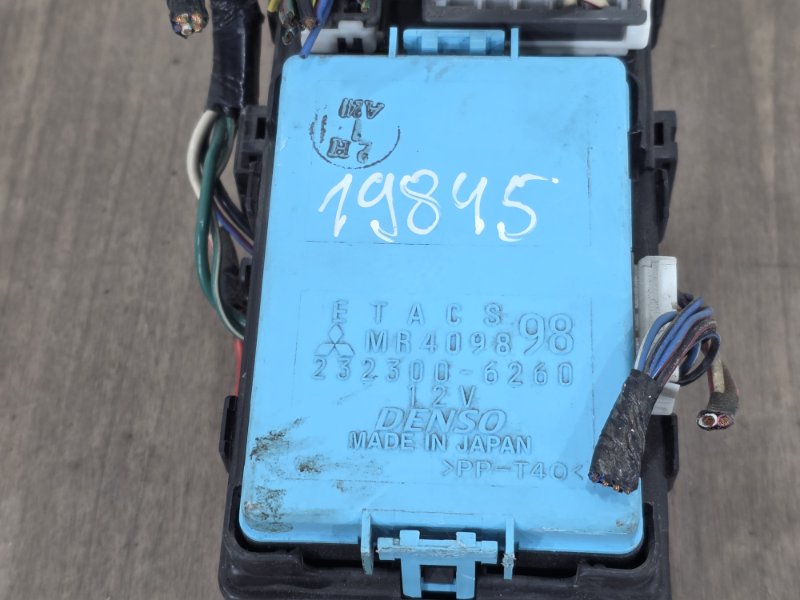 19845
ETACS
MR409898
232300-6260
12V
DENSO
MADE IN JAPAN
>PP-T40<